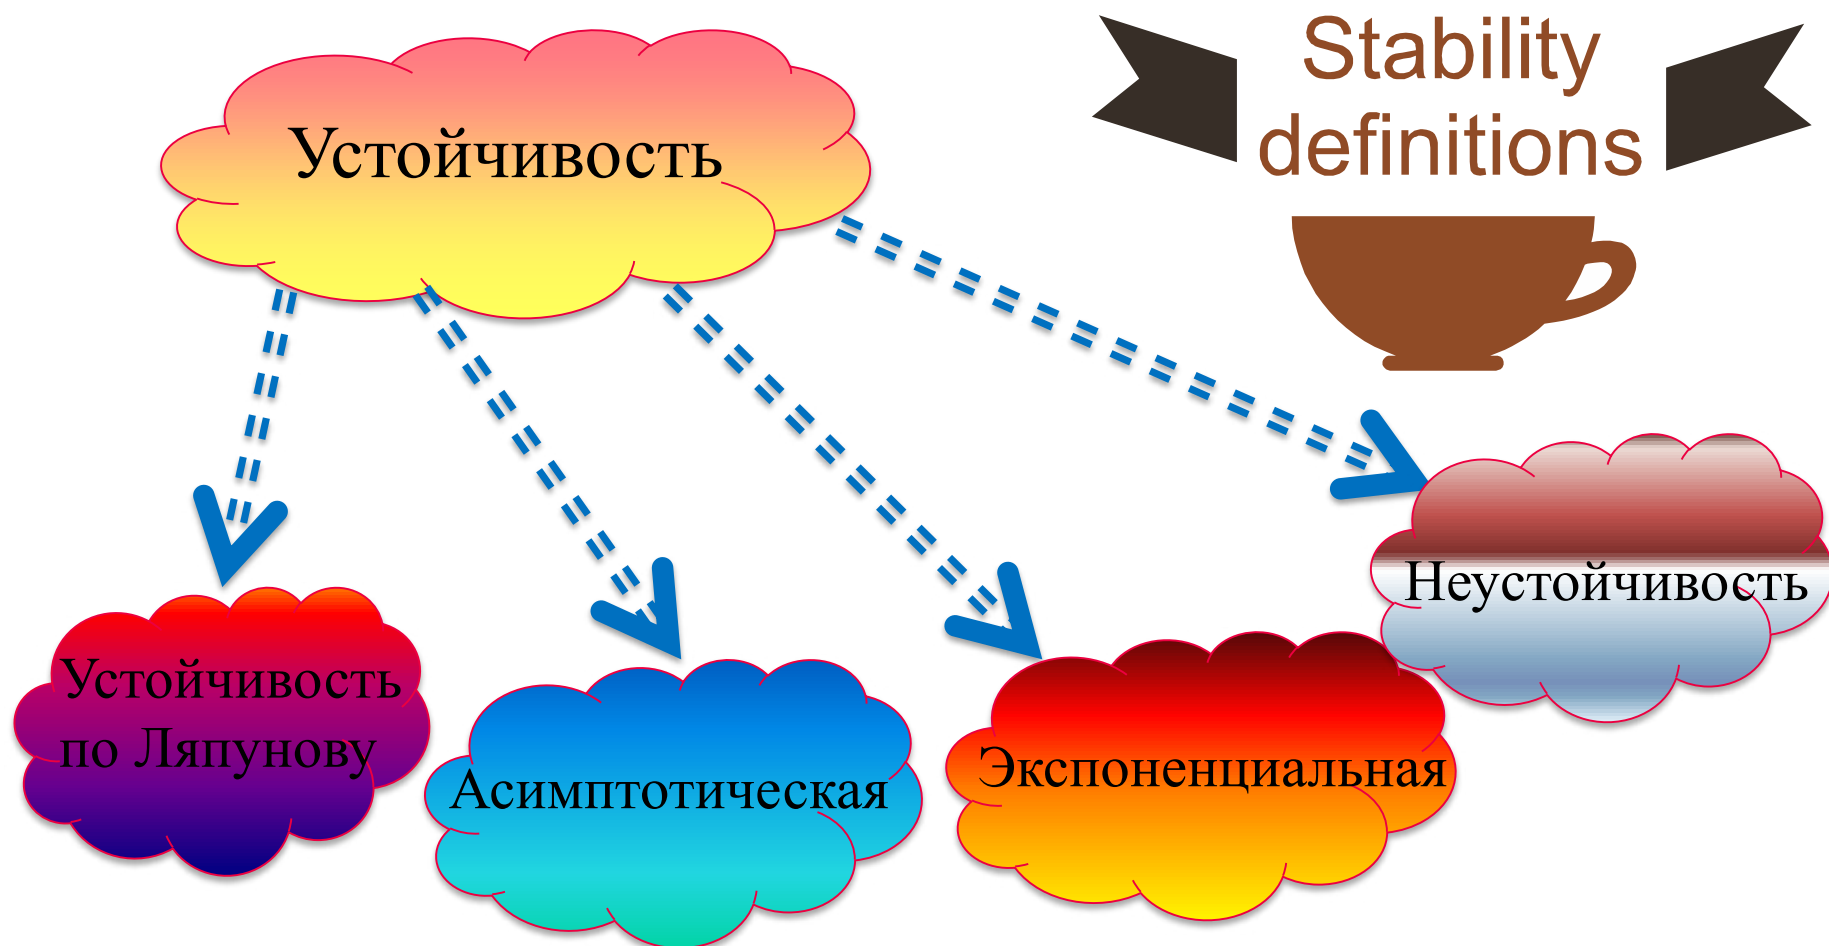 Устойчивость
Stability
definitions
Неустойчивость
Устойчивость
по Ляпунову
Асимптотическая
Экспоненциальная